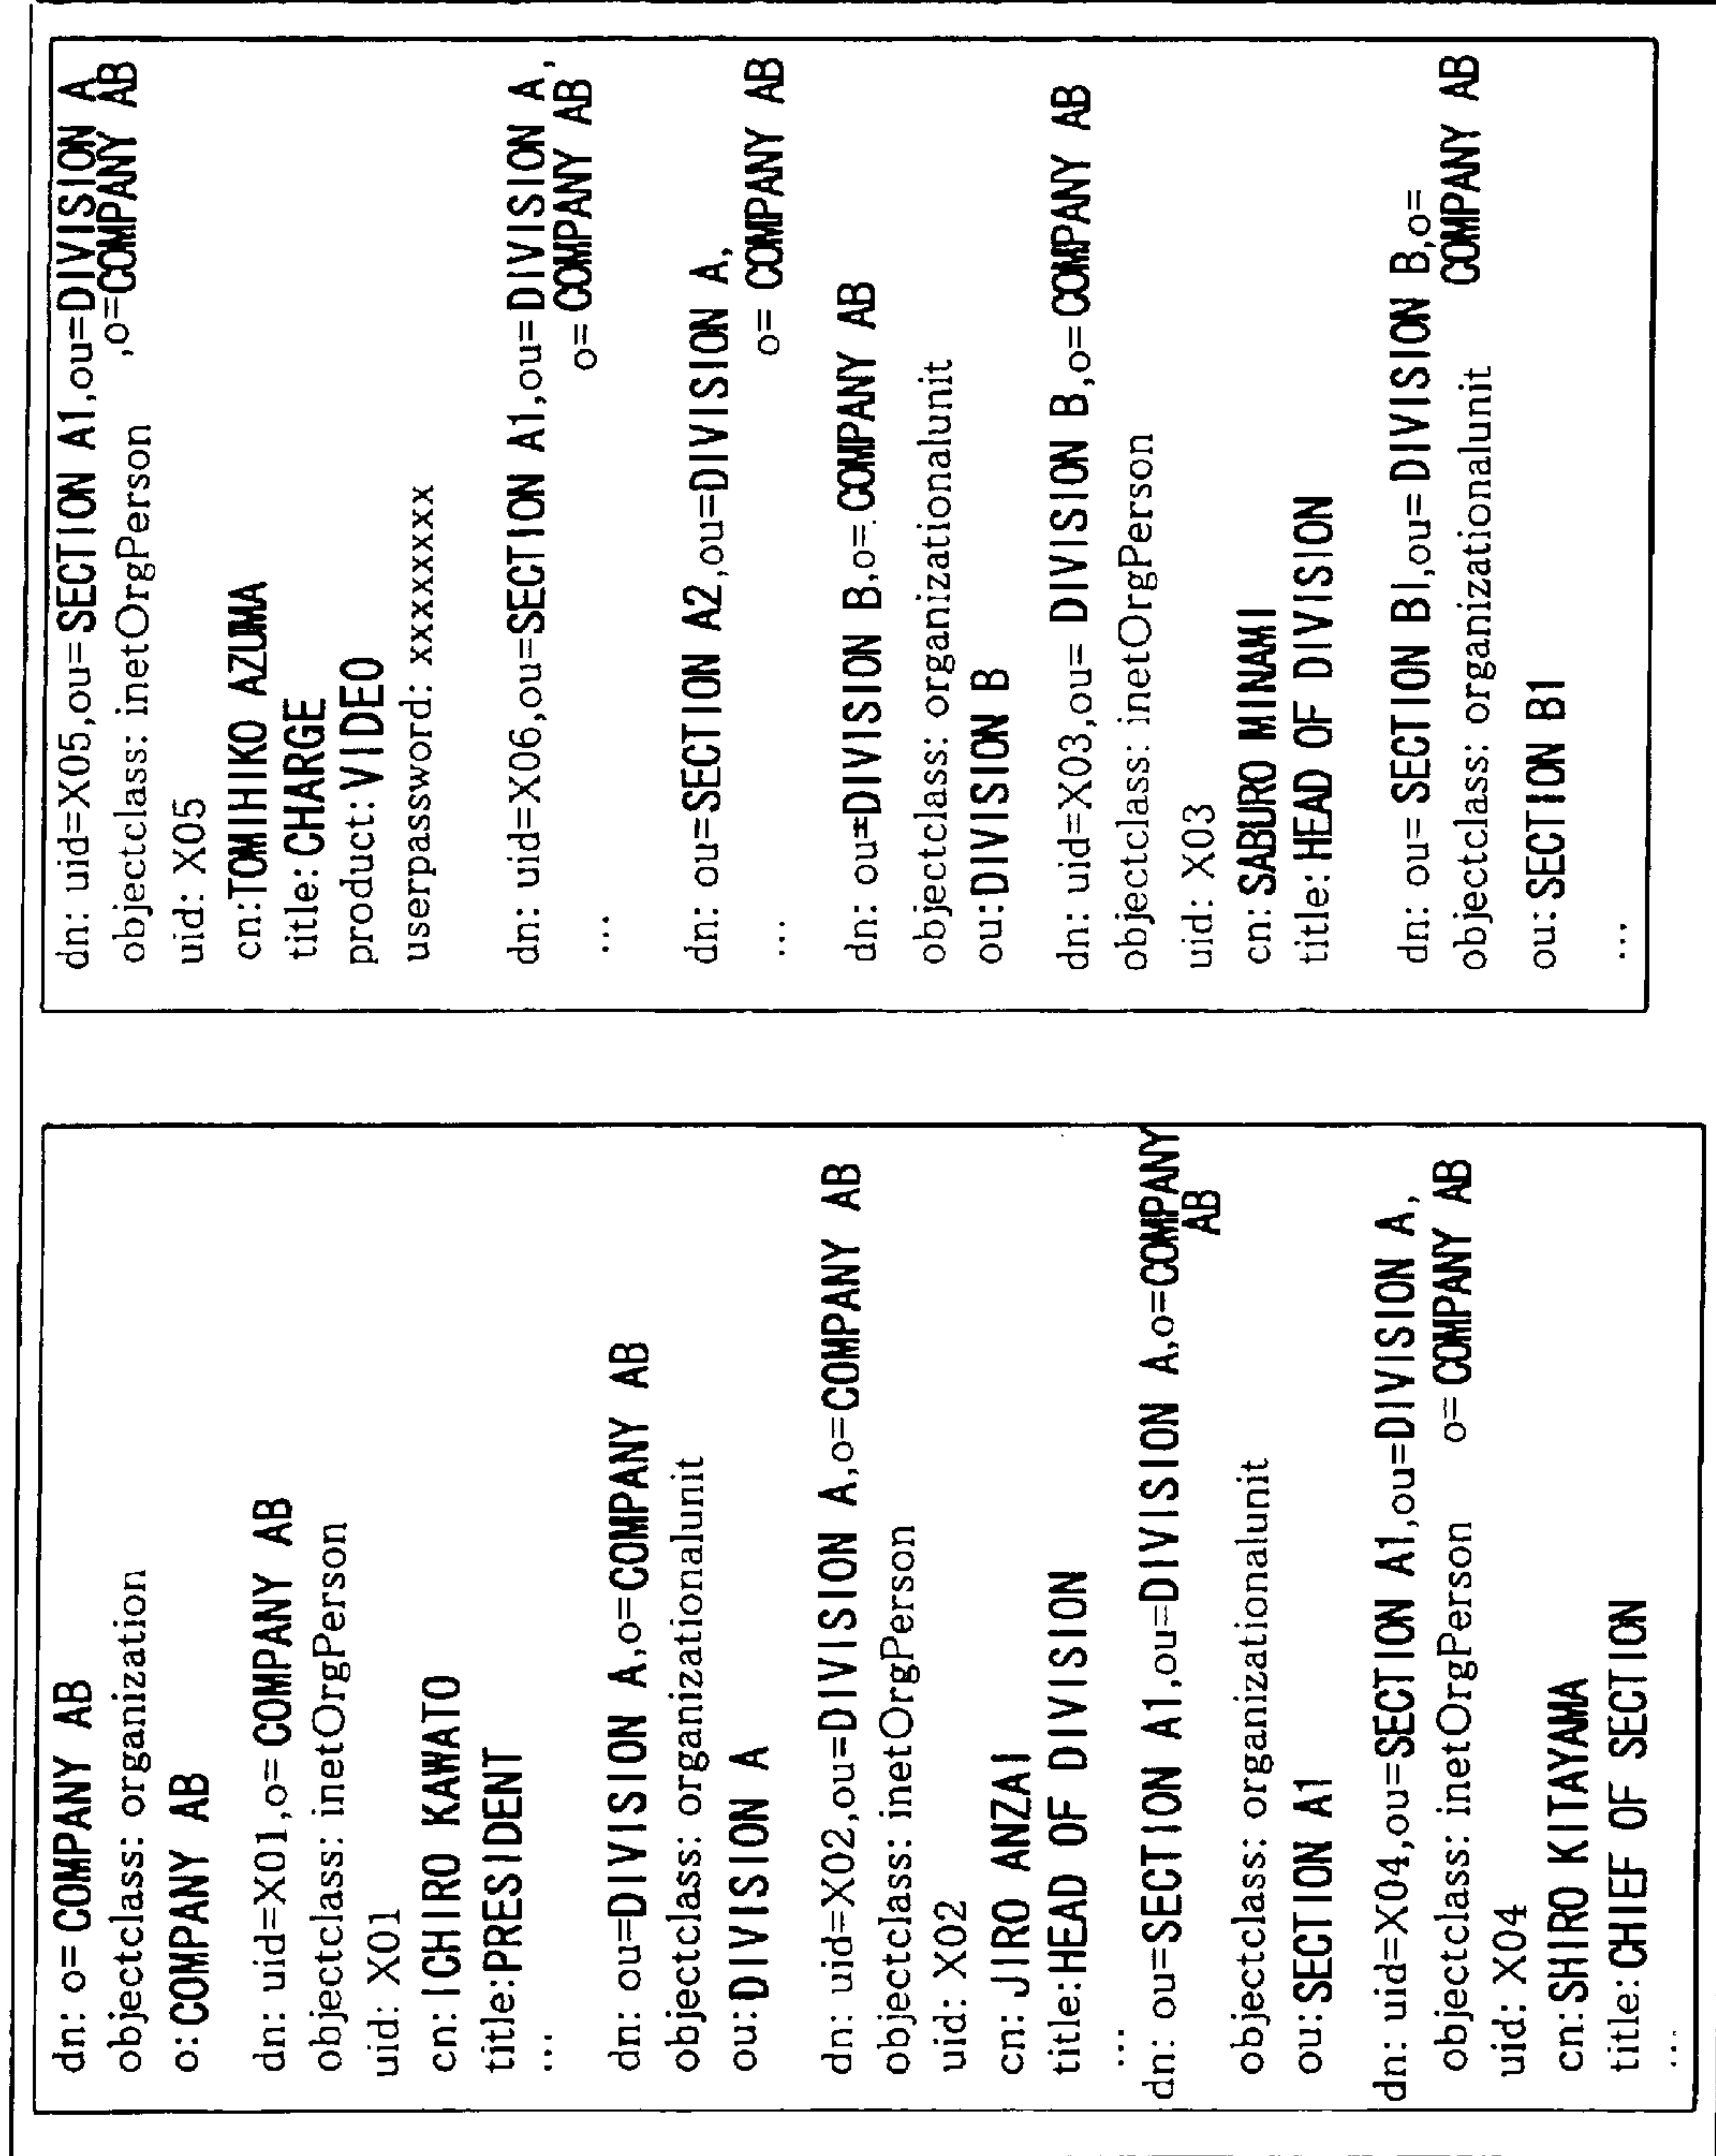 dn: o= COMPANY AB
objectclass: organization
o: COMPANY AB
dn: uid=X01,o= COMPANY AB
objectclass: inetOrgPerson
uid: X01
cn: ICHIRO KAWATO
title:PRESIDENT
...
dn: ou=DIVISION A,o=COMPANY AB
objectclass: organizationalunit
ou:DIVISION A
dn: uid=X02,ou=DIVISION A,o=COMPANY AB
objectclass: inetOrgPerson
uid: X02
cn: JIRO ANZAI
title:HEAD OF DIVISION
...
dn: ou=SECTION A1,ou=DIVISION A,o=COMPANY
AB
objectclass: organizationalunit
ou: SECTION A1
dn: uid=X04,ou=SECTION A1,ou=DIVISION A,
objectclass: inetOrgPerson o= COMPANY AB
uid: X04
cn:SHIRO KITAYAMA
title: CHIEF OF SECTION
...
dn: uid=X05,ou= SECTION A1,ou=DIVISION A
objectclass: inetOrgPerson ,o=COMPANY AB
uid: X05
cn:TOMIHIKO AZUMA
title: CHARGE
product: VIDEO
userpassword: xxxxxxxx
dn: uid=X06,ou=SECTION A1,ou=DIVISION A,
o= COMPANY AB
...
dn: ou=SECTION A2,ou=DIVISION A,
o= COMPANY AB
...
dn: ou=DIVISION B,o= COMPANY AB
objectclass: organizationalunit
ou:DIVISION B
dn: uid=X03,ou= DIVISION B,o= COMPANY AB
objectclass: inetOrgPerson
uid: X03
cn: SABURO MINAMI
title: HEAD OF DIVISION
dn: ou= SECTION B1,ou= DIVISION B,o=
objectclass: organizationalunit COMPANY AB
ou: SECTION B1
...